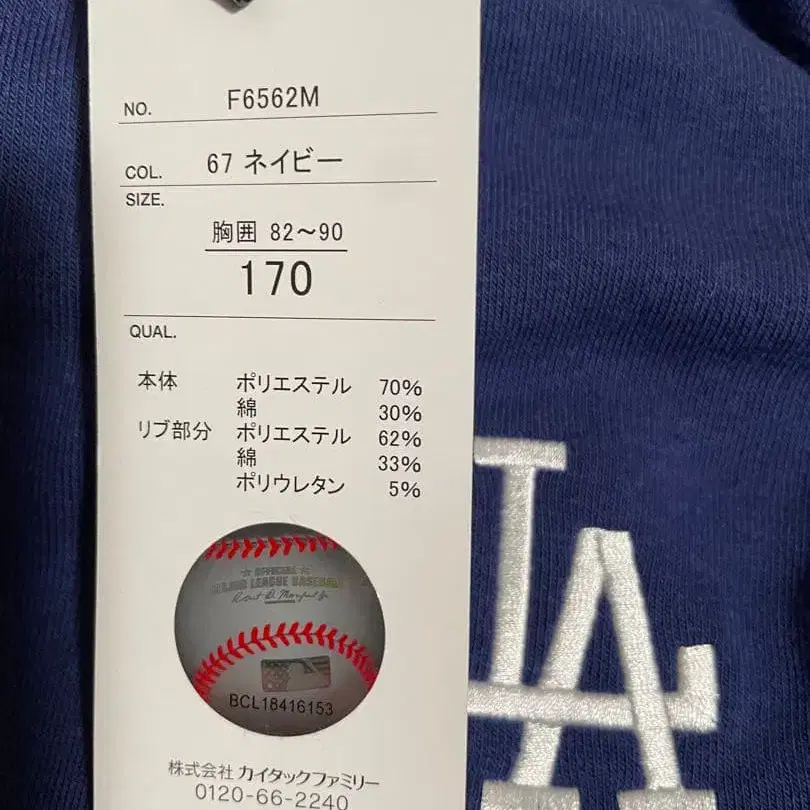 NO. F6562M
COL. 67 ネイビー
SIZE.
胸囲 82～90
170
QUAL.
本体 ポリエステル 70%
綿 30%
リブ部分 ポリエステル 62%
綿 33%
ポリウレタン 5%
★ OFFICIAL ★
MAJOR LEAGUE BASEBALL
BCL18416153
株式会社 カイタックファミリー
0120-66-2240
LA